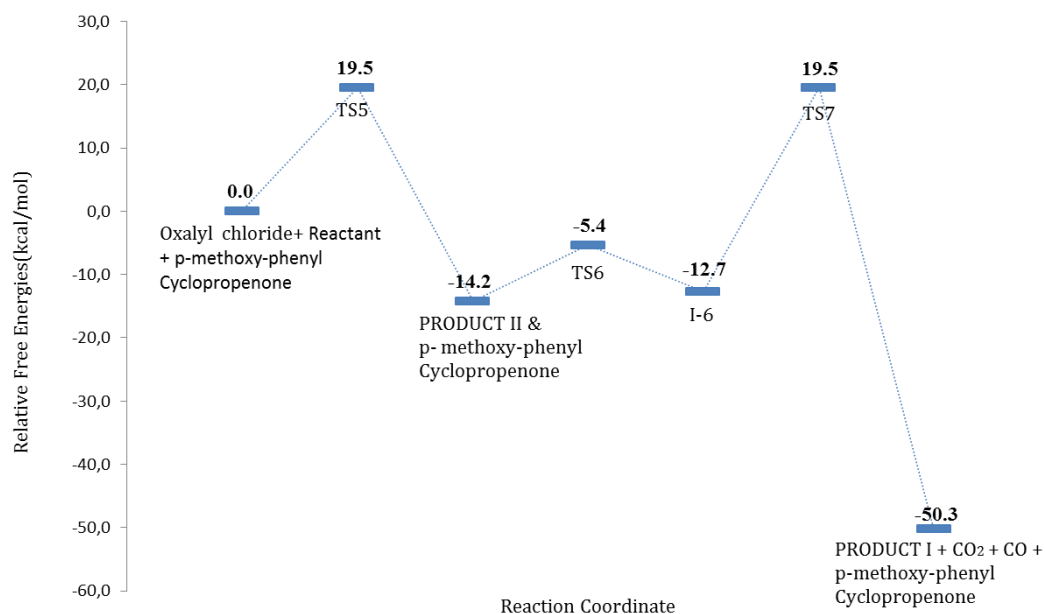 30,0
20,0
10,0
0,0
-10,0
-20,0
-30,0
-40,0
-50,0
-60,0
Relative Free Energies(kcal/mol)
0.0
Oxalyl chloride+ Reactant
+ p-methoxy-phenyl
Cyclopropenone
19.5
TS5
-14.2
PRODUCT II &
p- methoxy-phenyl
Cyclopropenone
-5.4
TS6
-12.7
I-6
19.5
TS7
-50.3
PRODUCT I + CO₂ + CO +
p-methoxy-phenyl
Cyclopropenone
Reaction Coordinate